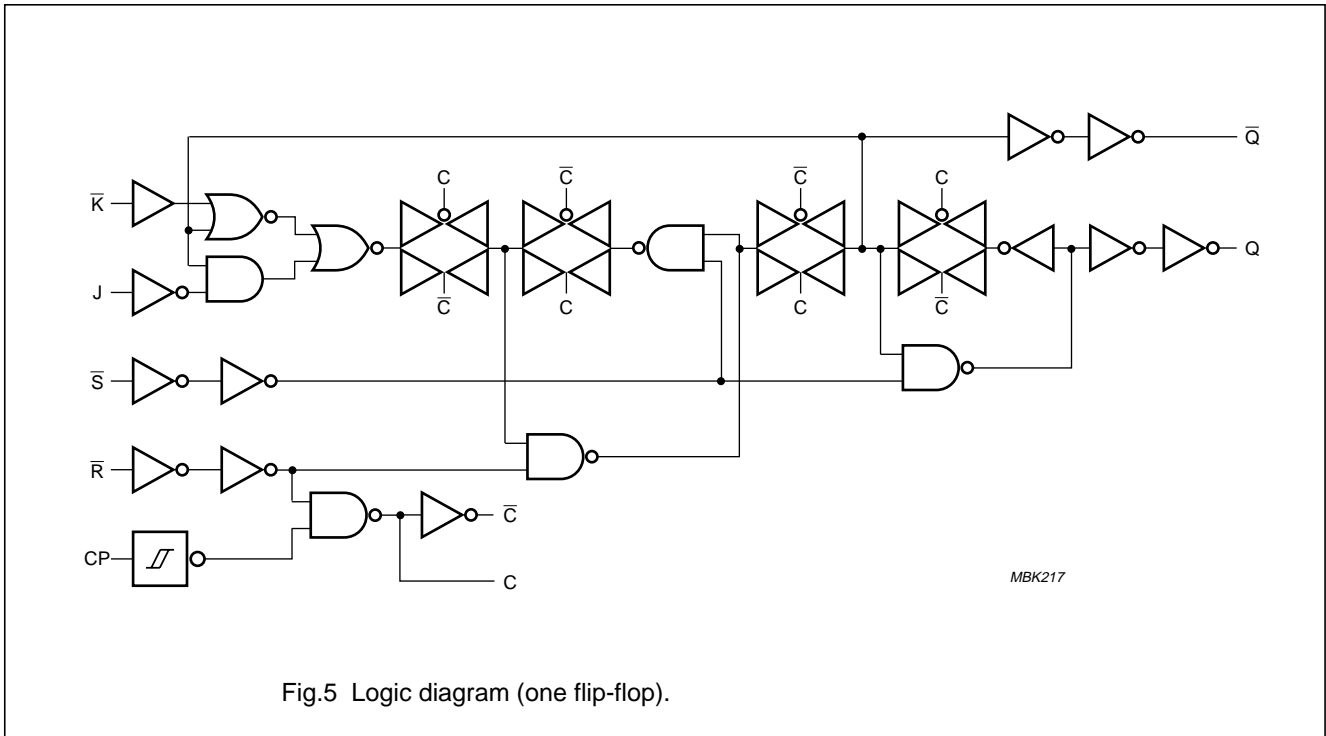 Q̅
C C̅ C̅ C
K̅
Q
J
C̅ C C C̅
S̅
R̅
C̅
CP
C
MBK217
Fig.5 Logic diagram (one flip-flop).